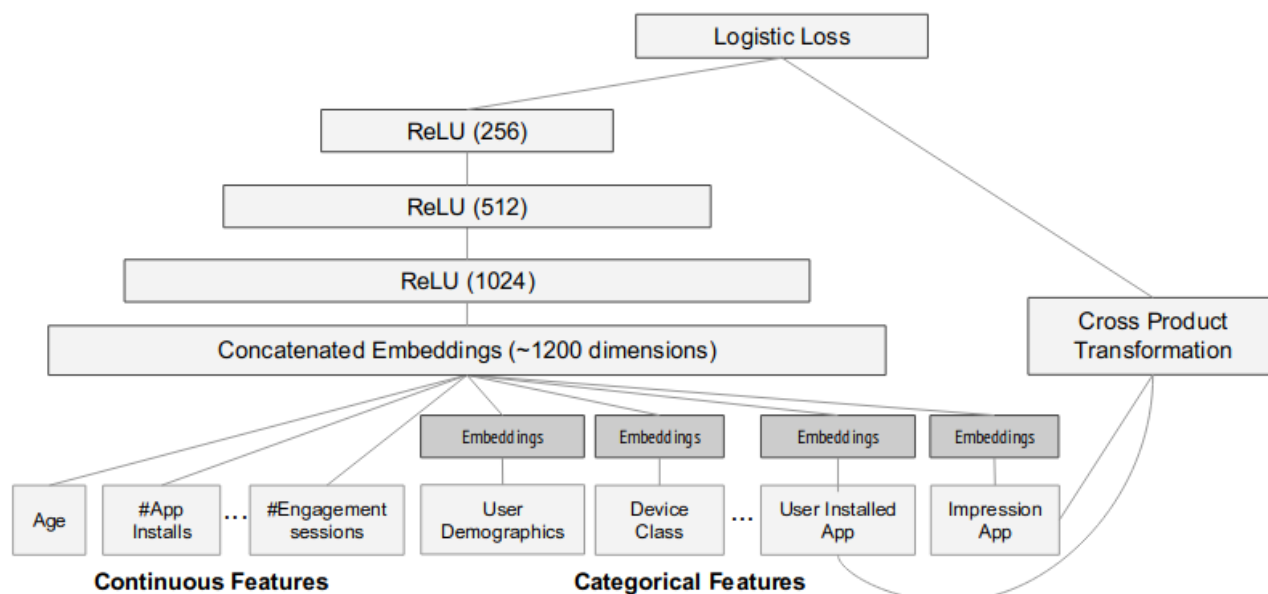 Logistic Loss
ReLU (256)
ReLU (512)
ReLU (1024)
Concatenated Embeddings (~1200 dimensions)
Cross Product
Transformation
Embeddings
Embeddings
Embeddings
Embeddings
Age
#App
Installs
...
#Engagement
sessions
User
Demographics
Device
Class
...
User Installed
App
Impression
App
Continuous Features
Categorical Features